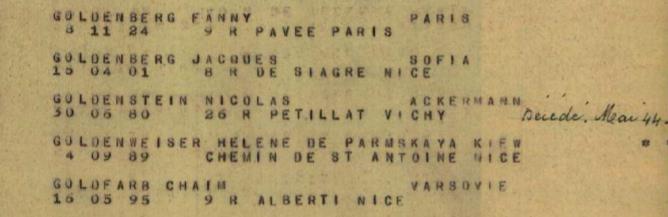 GOLDENBERG FANNY PARIS
8 11 24 9 R PAVEE PARIS
GOLDENBERG JACQUES SOFIA
15 04 01 8 R DE SIAGRE NICE
GOLDENSTEIN NICOLAS ACKERMANN
30 06 80 26 R PETILLAT VICHY Décédé. Mai 44-
GOLDENWEISER HELENE DE PARMSKAYA KIEW
4 09 89 CHEMIN DE ST ANTOINE NICE
GOLDFARB CHAIM VARSOVIE
16 05 95 9 R ALBERTI NICE